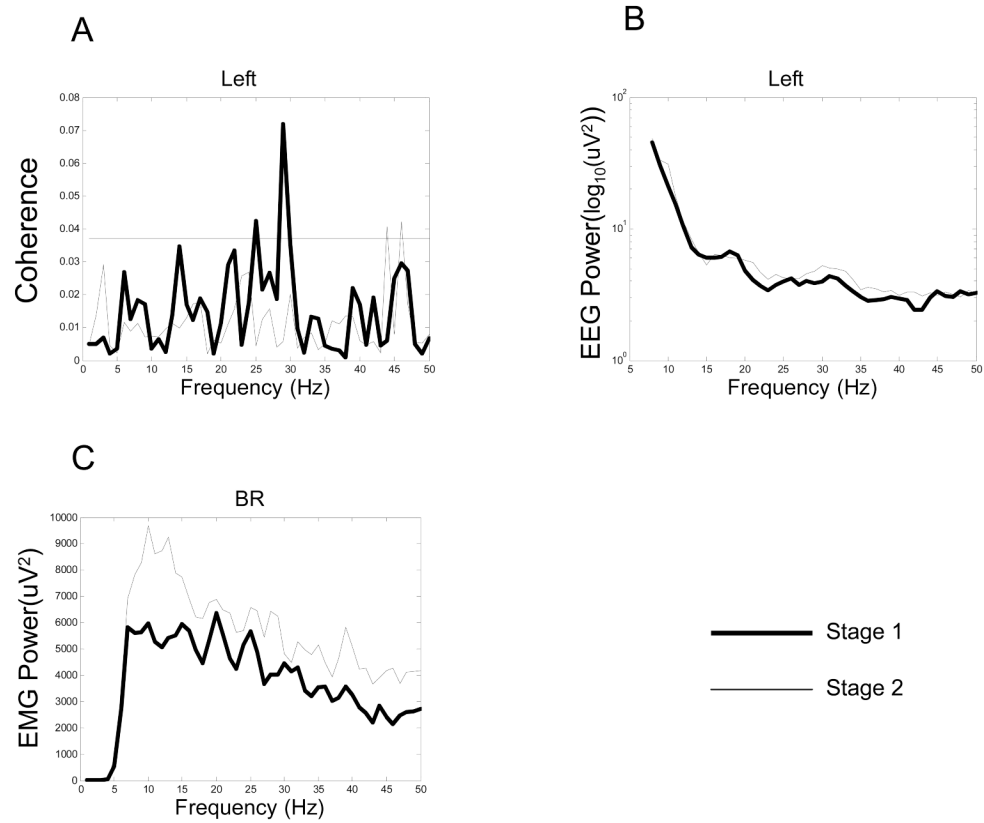 A
Left
0.08
0.07
0.06
0.05
0.04
0.03
0.02
0.01
0
Coherence
0 5 10 15 20 25 30 35 40 45 50
Frequency (Hz)
B
Left
10²
10¹
10⁰
EEG Power(log₁₀(uV²))
5 10 15 20 25 30 35 40 45 50
Frequency (Hz)
C
BR
10000
9000
8000
7000
6000
5000
4000
3000
2000
1000
0
EMG Power(uV²)
0 5 10 15 20 25 30 35 40 45 50
Frequency (Hz)
Stage 1
Stage 2